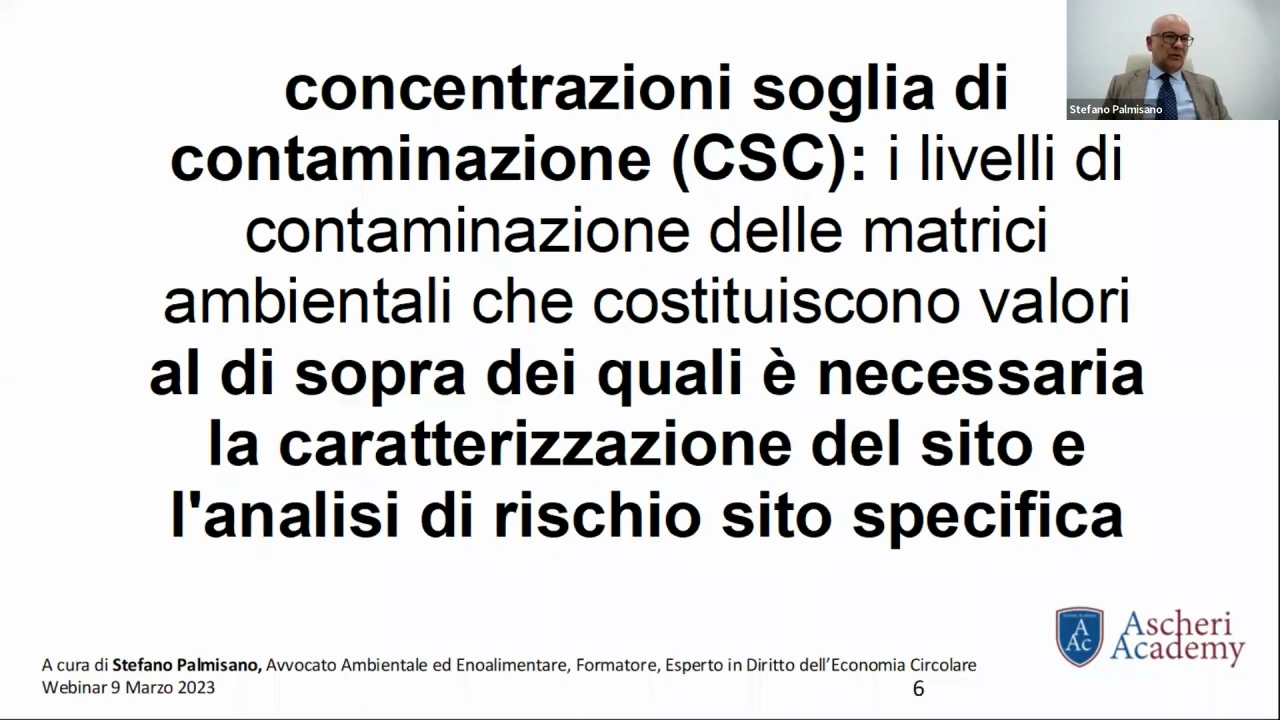 concentrazioni soglia di
contaminazione (CSC): i livelli di
contaminazione delle matrici
ambientali che costituiscono valori
al di sopra dei quali è necessaria
la caratterizzazione del sito e
l'analisi di rischio sito specifica
Stefano Palmisano
A cura di Stefano Palmisano, Avvocato Ambientale ed Enoalimentare, Formatore, Esperto in Diritto dell’Economia Circolare
Webinar 9 Marzo 2023
6
A
Ac
Ascheri
Academy